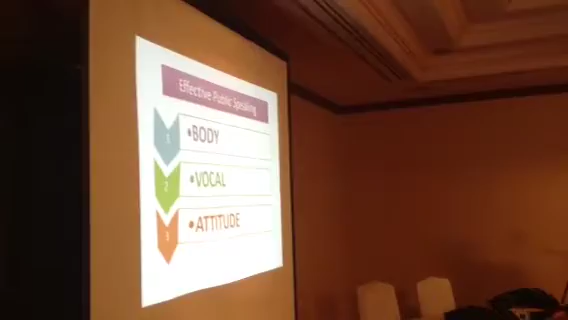 Effective Public Speaking
1
•BODY
2
•VOCAL
3
•ATTITUDE